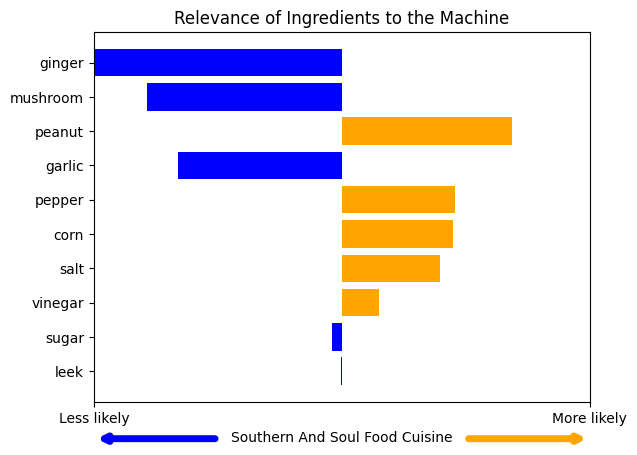 Relevance of Ingredients to the Machine
ginger
mushroom
peanut
garlic
pepper
corn
salt
vinegar
sugar
leek
Less likely
More likely
Southern And Soul Food Cuisine